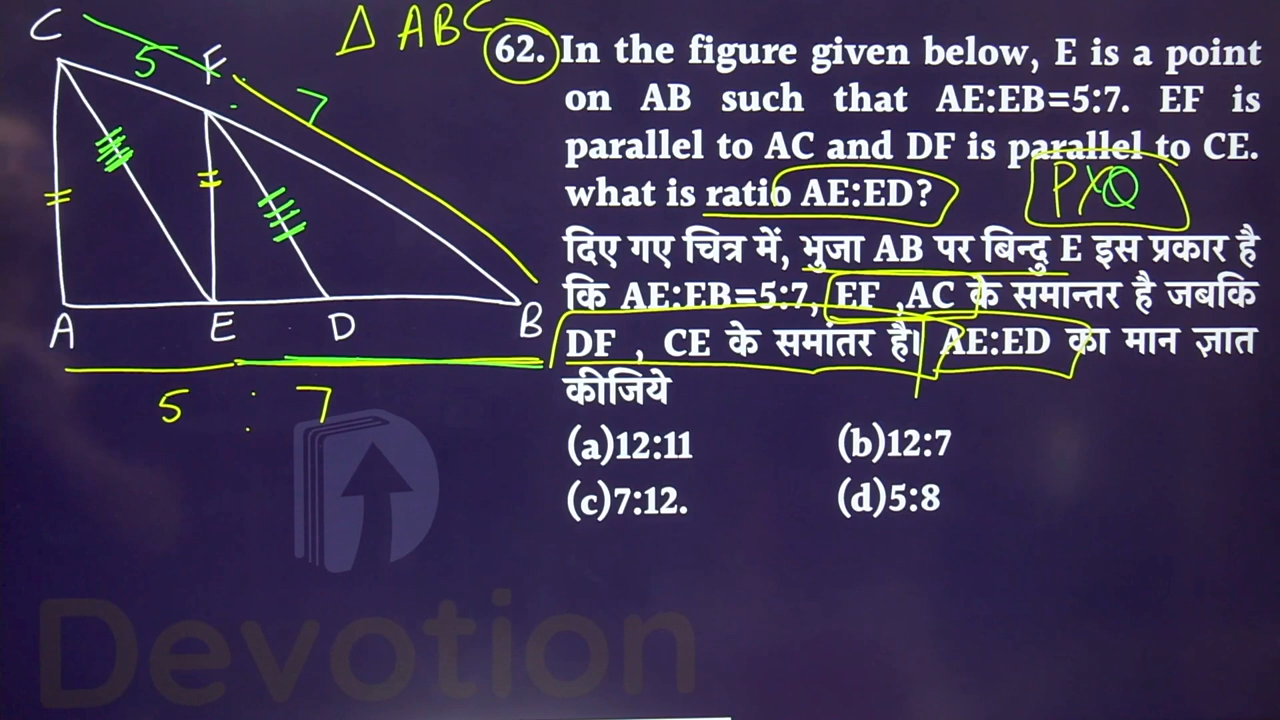 C
5
F
7
Δ ABC
A
E
D
B
5 : 7
62. In the figure given below, E is a point
on AB such that AE:EB=5:7. EF is
parallel to AC and DF is parallel to CE.
what is ratio AE:ED?
PYQ
दिए गए चित्र में, भुजा AB पर बिन्दु E इस प्रकार है
कि AE:EB=5:7, EF ,AC के समान्तर है जबकि
DF , CE के समांतर है। AE:ED का मान ज्ञात
कीजिये
(a)12:11
(b)12:7
(c)7:12.
(d)5:8
Devotion